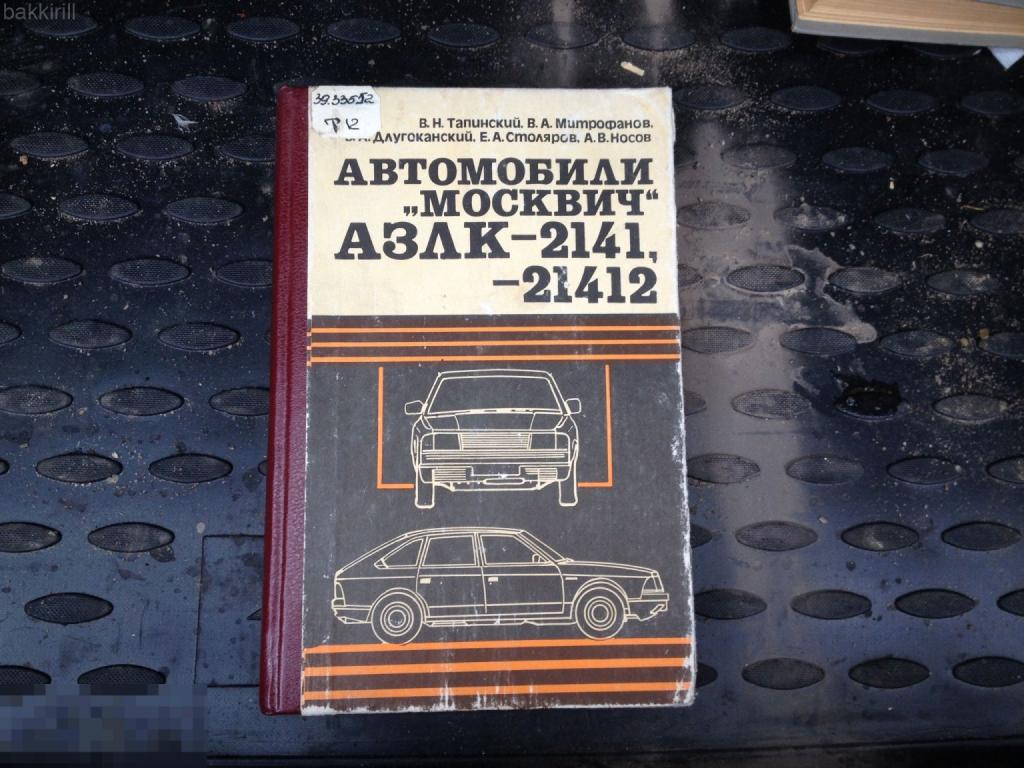 bakkirill
39.33512
Т12
В. Н. Тапинский, В. А. Митрофанов,
Длугоканский, Е. А. Столяров, А. В. Носов
АВТОМОБИЛИ
„МОСКВИЧ“
АЗЛК–2141,
–21412